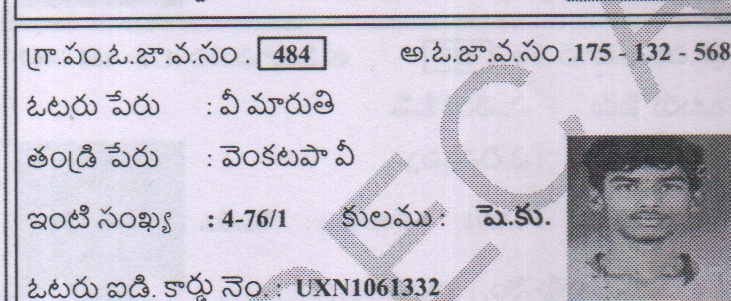 గ్రా.పం.ఓ.జా.వ.సం. 484 అ.ఓ.జా.వ.సం.175 - 132 - 568
ఓటరు పేరు : వీ మారుతి
తండ్రి పేరు : వెంకటపా వీ
ఇంటి సంఖ్య : 4-76/1 కులము : షె.కు.
ఓటరు ఐడి. కార్డు నెం. : UXN1061332